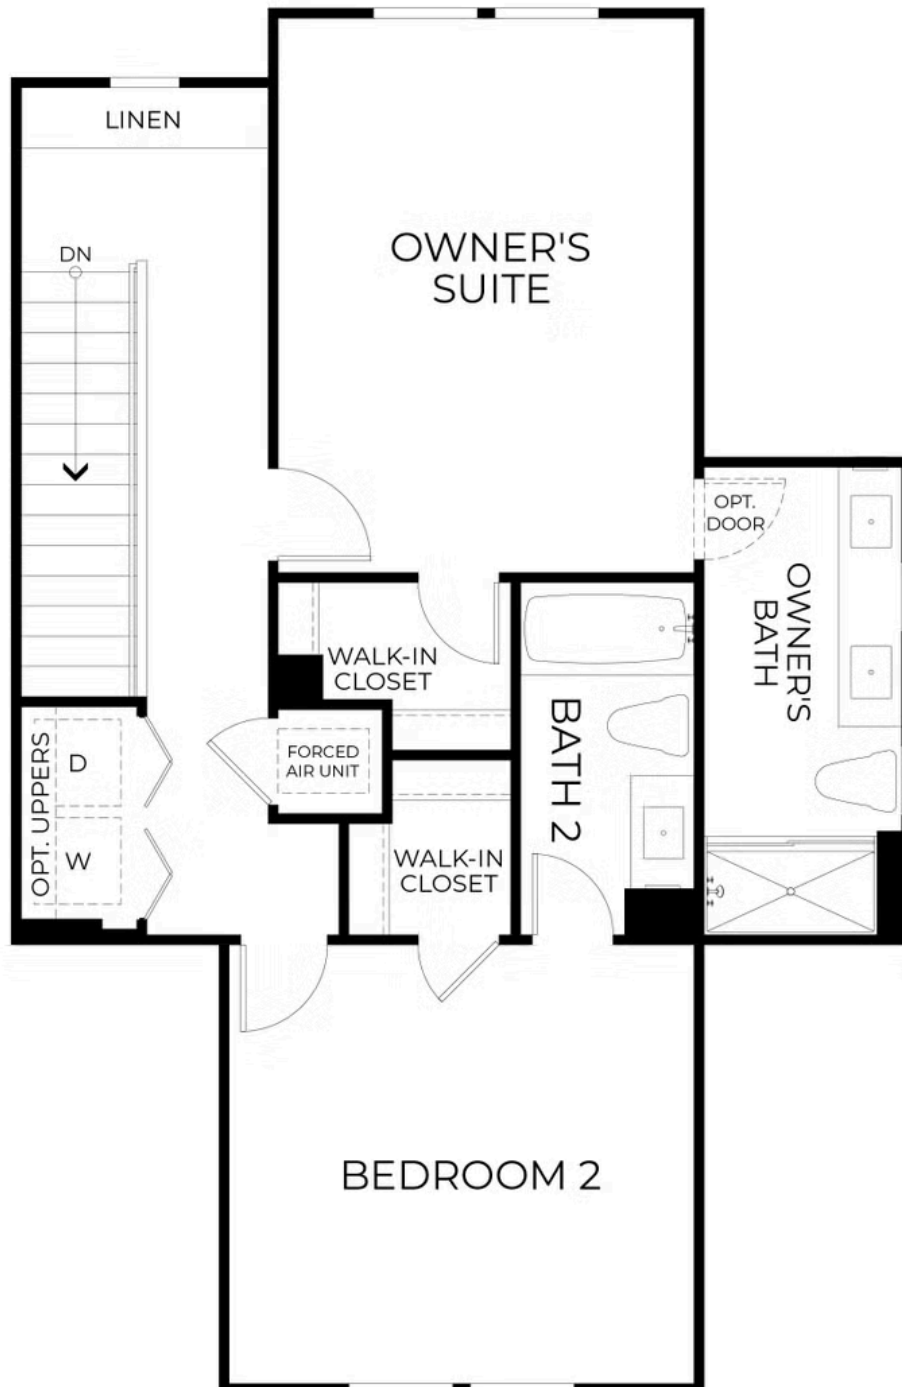 LINEN
OWNER'S
SUITE
DN
OPT.
DOOR
OWNER'S
BATH
WALK-IN
CLOSET
BATH 2
FORCED
AIR UNIT
OPT. UPPERS
D
W
WALK-IN
CLOSET
BEDROOM 2